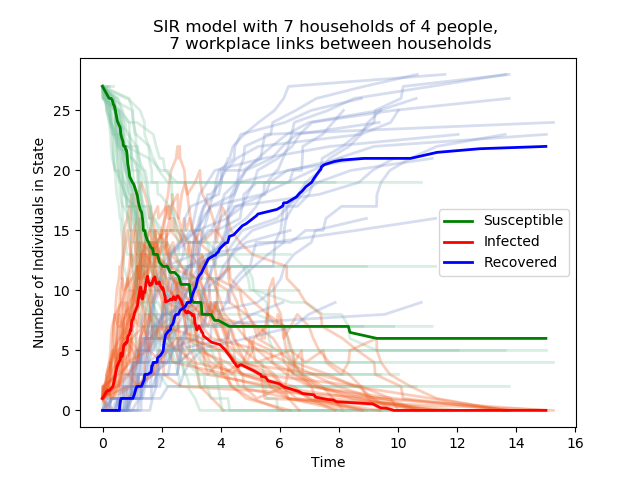 SIR model with 7 households of 4 people,
7 workplace links between households
Number of Individuals in State
25
20
15
10
5
0
Susceptible
Infected
Recovered
0 2 4 6 8 10 12 14 16
Time